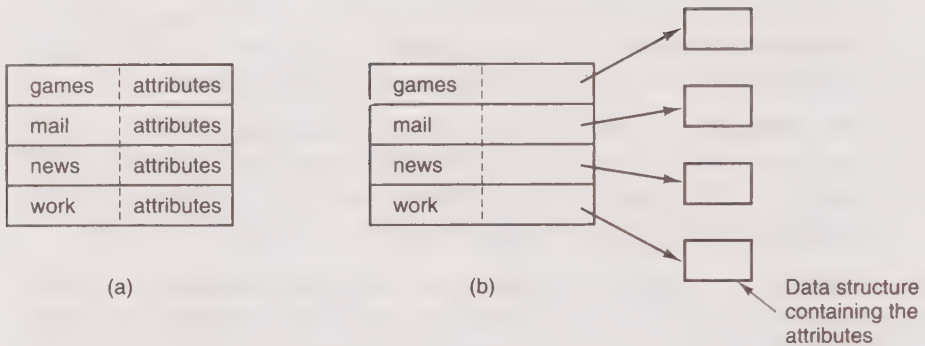 games attributes
mail attributes
news attributes
work attributes
(a)
games
mail
news
work
(b)
Data structure
containing the
attributes